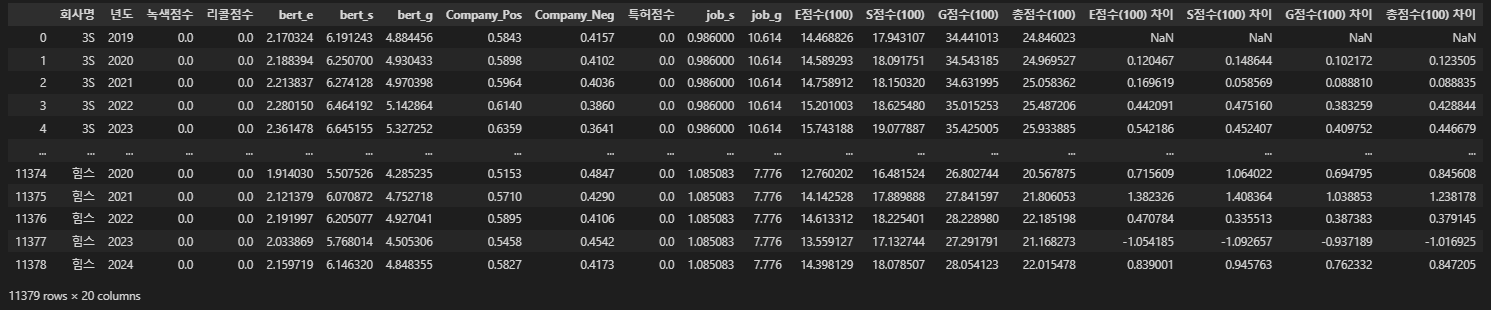 회사명 년도 녹색점수 리콜점수 bert_e bert_s bert_g Company_Pos Company_Neg 특허점수 job_s job_g E점수(100) S점수(100) G점수(100) 총점수(100) E점수(100) 차이 S점수(100) 차이 G점수(100) 차이 총점수(100) 차이
0 3S 2019 0.0 0.0 2.170324 6.191243 4.884456 0.5843 0.4157 0.0 0.986000 10.614 14.468826 17.943107 34.441013 24.846023 NaN NaN NaN NaN
1 3S 2020 0.0 0.0 2.188394 6.250700 4.930433 0.5898 0.4102 0.0 0.986000 10.614 14.589293 18.091751 34.543185 24.969527 0.120467 0.148644 0.102172 0.123505
2 3S 2021 0.0 0.0 2.213837 6.274128 4.970398 0.5964 0.4036 0.0 0.986000 10.614 14.758912 18.150320 34.631995 25.058362 0.169619 0.058569 0.088810 0.088835
3 3S 2022 0.0 0.0 2.280150 6.464192 5.142864 0.6140 0.3860 0.0 0.986000 10.614 15.201003 18.625480 35.015253 25.487206 0.442091 0.475160 0.383259 0.428844
4 3S 2023 0.0 0.0 2.361478 6.645155 5.327252 0.6359 0.3641 0.0 0.986000 10.614 15.743188 19.077887 35.425005 25.933885 0.542186 0.452407 0.409752 0.446679
... ... ... ... ... ... ... ... ... ... ... ... ... ... ... ... ... ... ... ... ...
11374 힘스 2020 0.0 0.0 1.914030 5.507526 4.285235 0.5153 0.4847 0.0 1.085083 7.776 12.760202 16.481524 26.802744 20.567875 0.715609 1.064022 0.694795 0.845608
11375 힘스 2021 0.0 0.0 2.121379 6.070872 4.752718 0.5710 0.4290 0.0 1.085083 7.776 14.142528 17.889888 27.841597 21.806053 1.382326 1.408364 1.038853 1.238178
11376 힘스 2022 0.0 0.0 2.191997 6.205077 4.927041 0.5895 0.4106 0.0 1.085083 7.776 14.613312 18.225401 28.228980 22.185198 0.470784 0.335513 0.387383 0.379145
11377 힘스 2023 0.0 0.0 2.033869 5.768014 4.505306 0.5458 0.4542 0.0 1.085083 7.776 13.559127 17.132744 27.291791 21.168273 -1.054185 -1.092657 -0.937189 -1.016925
11378 힘스 2024 0.0 0.0 2.159719 6.146320 4.848355 0.5827 0.4173 0.0 1.085083 7.776 14.398129 18.078507 28.054123 22.015478 0.839001 0.945763 0.762332 0.847205
11379 rows × 20 columns